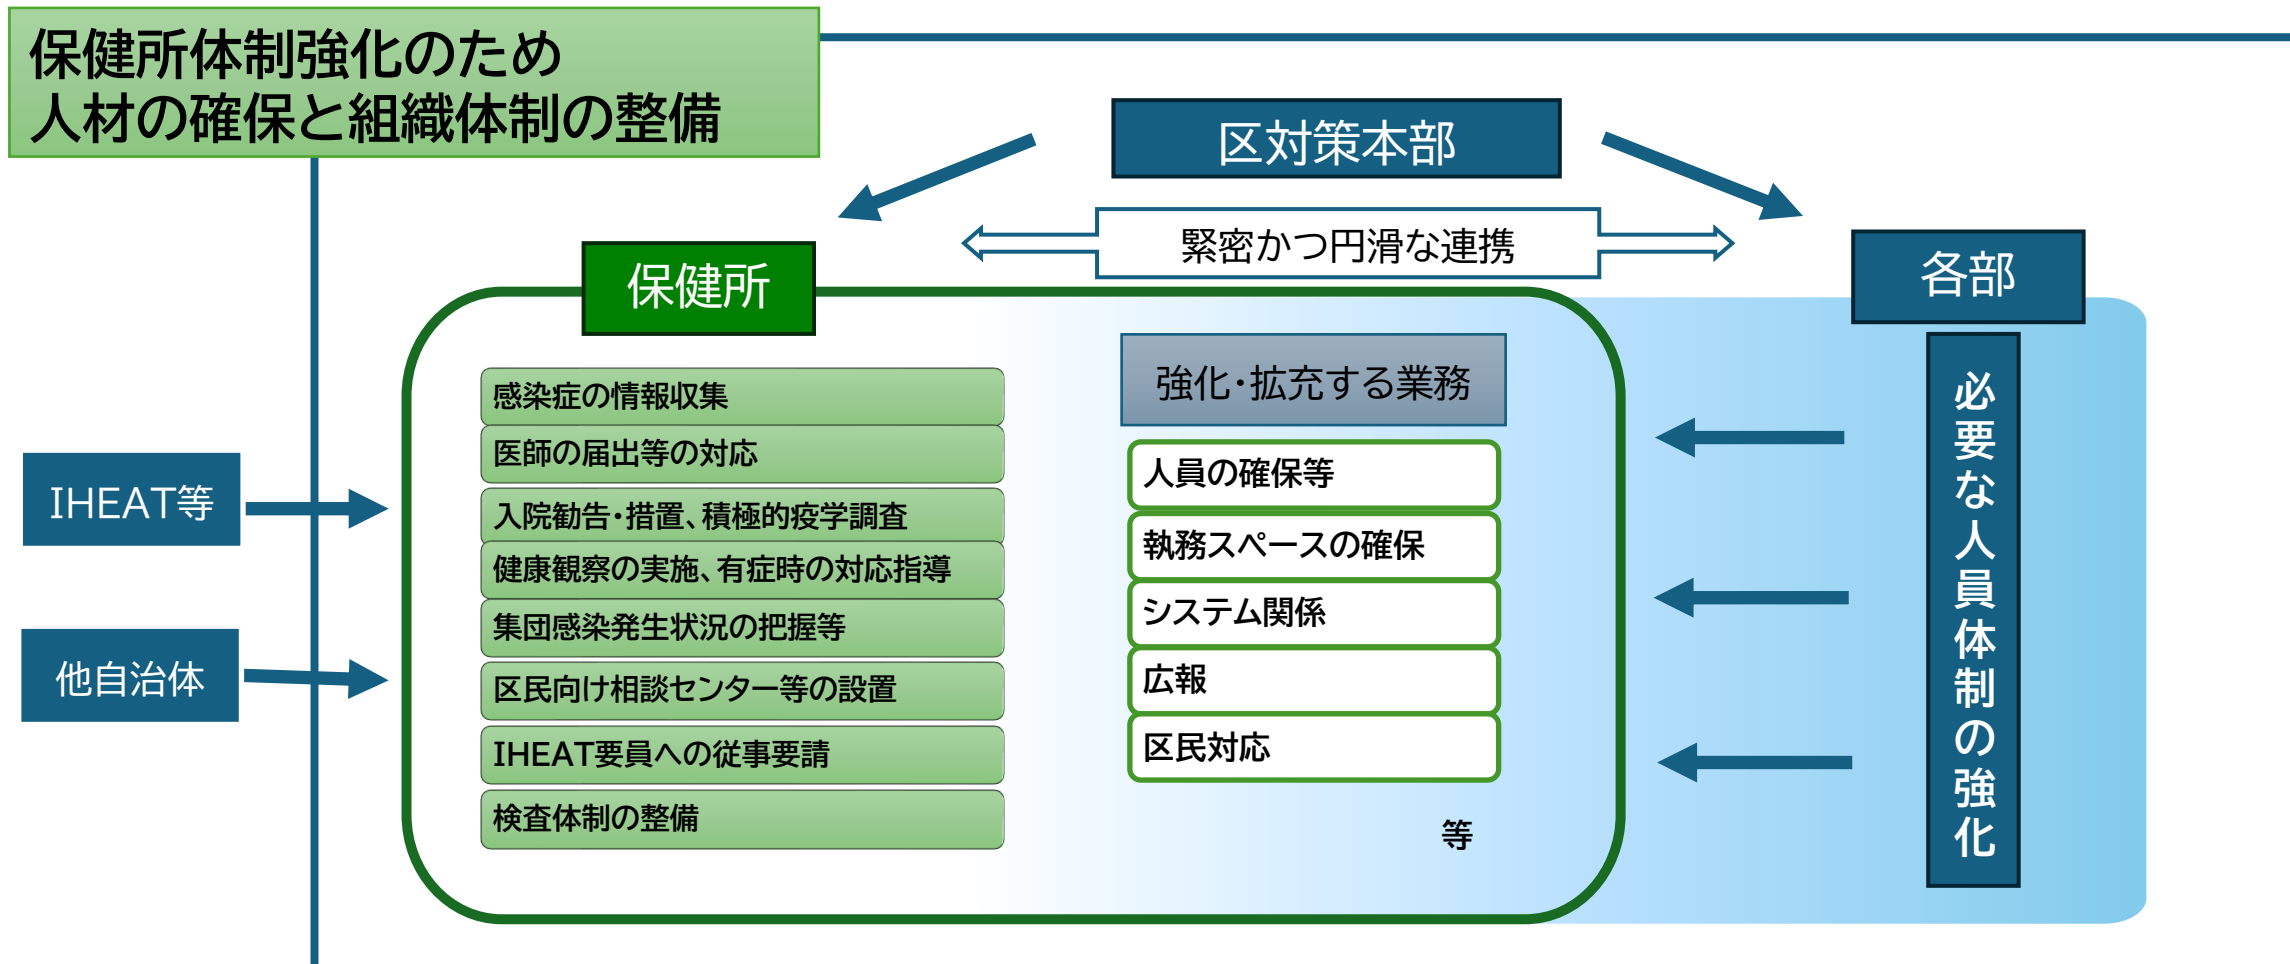 保健所体制強化のため
人材の確保と組織体制の整備
区対策本部
緊密かつ円滑な連携
保健所
各部
感染症の情報収集
医師の届出等の対応
入院勧告・措置、積極的疫学調査
健康観察の実施、有症時の対応指導
集団感染発生状況の把握等
区民向け相談センター等の設置
IHEAT要員への従事要請
検査体制の整備
強化・拡充する業務
人員の確保等
執務スペースの確保
システム関係
広報
区民対応
等
必要な人員体制の強化
IHEAT等
他自治体